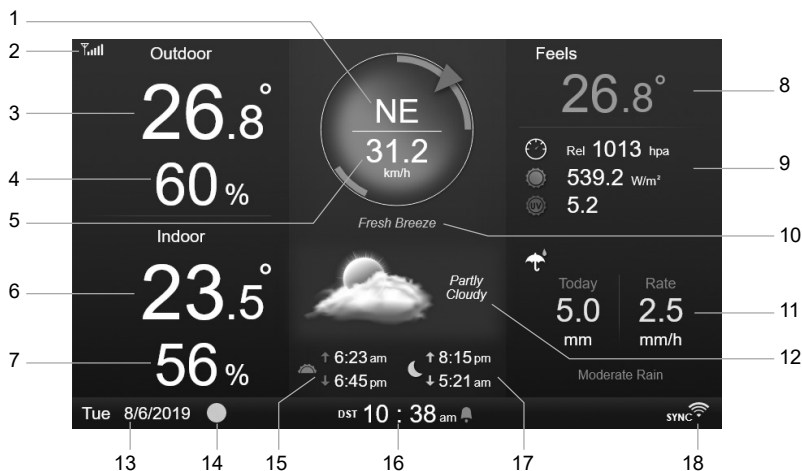 1
2
3
4
5
6
7
8
9
10
11
12
13
14
15
16
17
18
Outdoor
26.8°
60 %
Indoor
23.5°
56 %
NE
31.2
km/h
Fresh Breeze
Partly
Cloudy
↑ 6:23 am
↓ 6:45 pm
↑ 8:15 pm
↓ 5:21 am
Feels
26.8°
Rel 1013 hpa
539.2 W/m²
UV 5.2
Today Rate
5.0 2.5
mm mm/h
Moderate Rain
Tue 8/6/2019
DST 10 : 38 am
SYNC